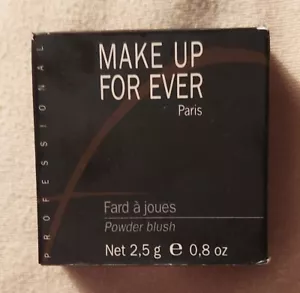 MAKE UP
FOR EVER
Paris
PROFESSIONAL
Fard à joues
Powder blush
Net 2,5 g e 0,8 oz